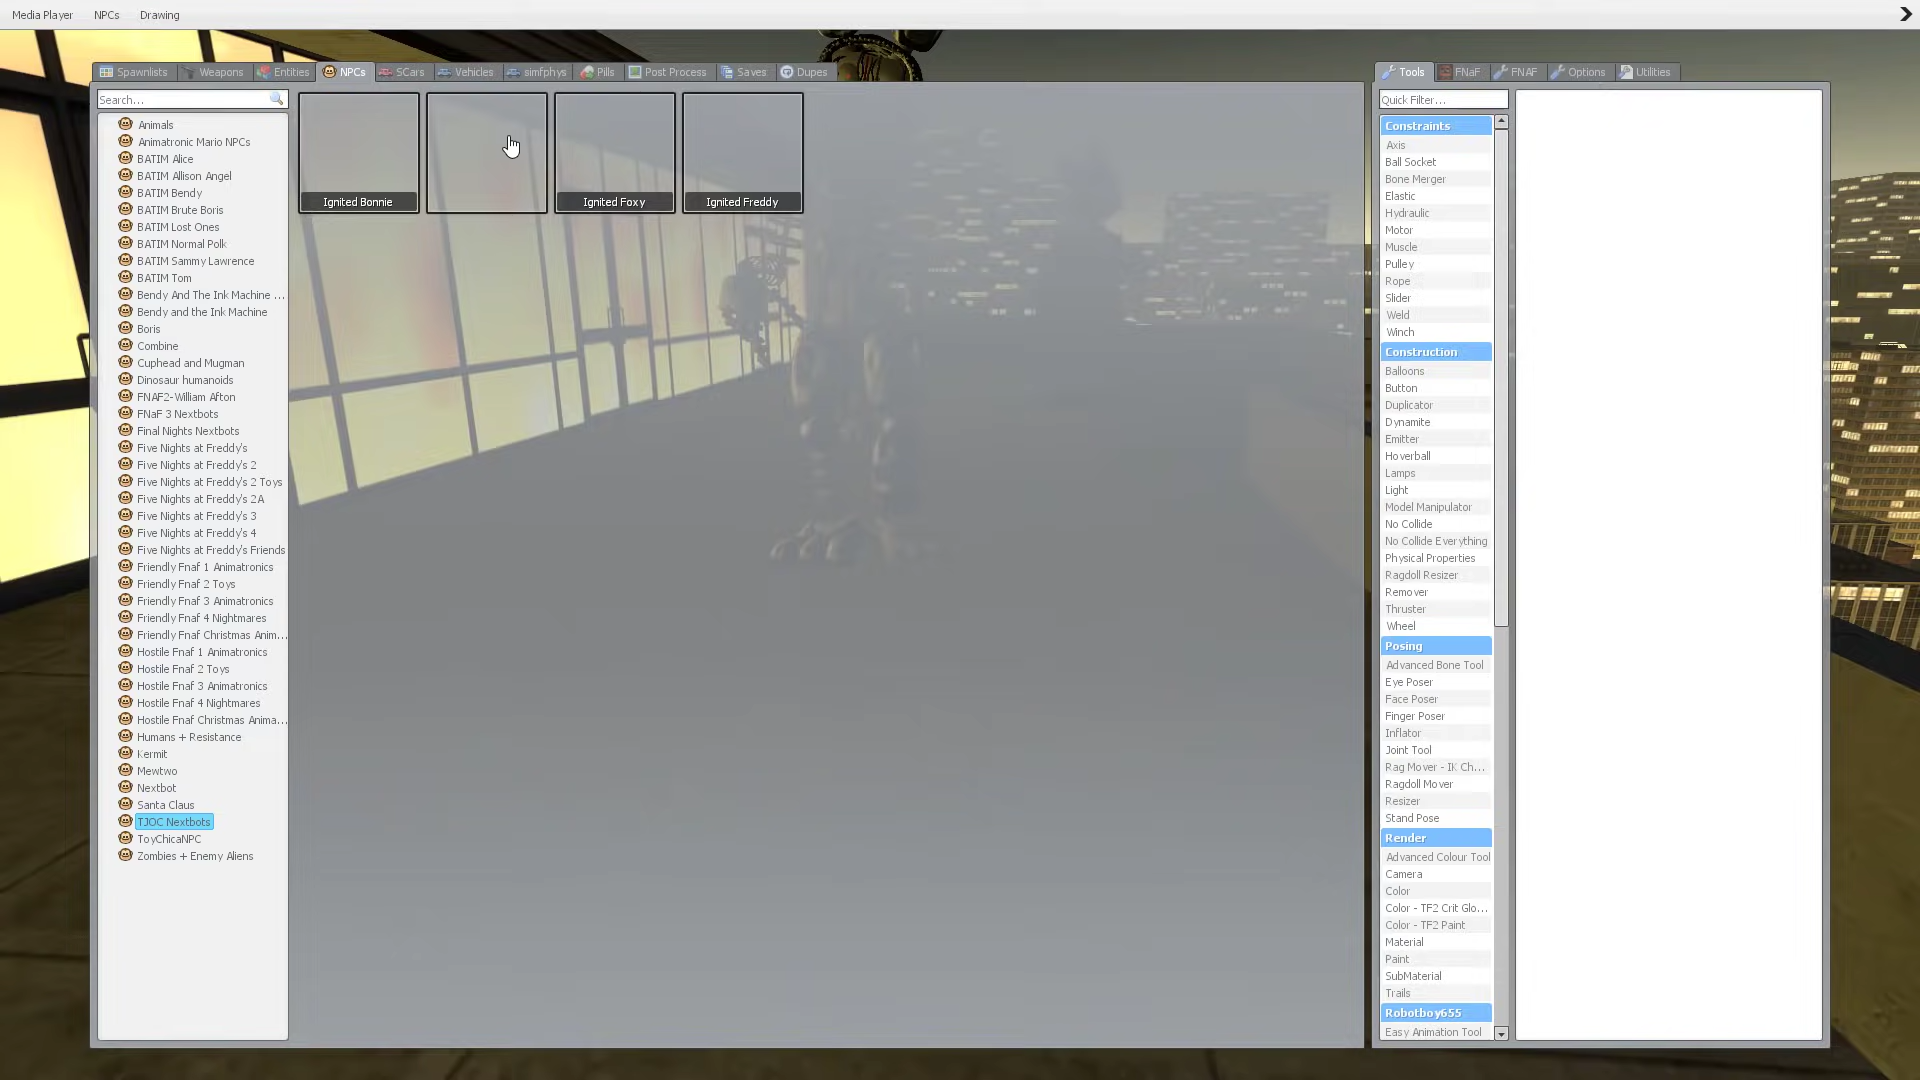 Media Player NPCs Drawing
Spawnlists Weapons Entities NPCs SCars Vehicles simfphys Pills Post Process Saves Dupes
Tools FNaF FNAF Options Utilities
Search...
Animals
Animatronic Mario NPCs
BATIM Alice
BATIM Allison Angel
BATIM Bendy
BATIM Brute Boris
BATIM Lost Ones
BATIM Normal Polk
BATIM Sammy Lawrence
BATIM Tom
Bendy And The Ink Machine ...
Bendy and the Ink Machine
Boris
Combine
Cuphead and Mugman
Dinosaur humanoids
FNAF2-William Afton
FNaF 3 Nextbots
Final Nights Nextbots
Five Nights at Freddy's
Five Nights at Freddy's 2
Five Nights at Freddy's 2 Toys
Five Nights at Freddy's 2A
Five Nights at Freddy's 3
Five Nights at Freddy's 4
Five Nights at Freddy's Friends
Friendly Fnaf 1 Animatronics
Friendly Fnaf 2 Toys
Friendly Fnaf 3 Animatronics
Friendly Fnaf 4 Nightmares
Friendly Fnaf Christmas Anim...
Hostile Fnaf 1 Animatronics
Hostile Fnaf 2 Toys
Hostile Fnaf 3 Animatronics
Hostile Fnaf 4 Nightmares
Hostile Fnaf Christmas Anima...
Humans + Resistance
Kermit
Mewtwo
Nextbot
Santa Claus
TJOC Nextbots
ToyChicaNPC
Zombies + Enemy Aliens
Ignited Bonnie
Ignited Foxy
Ignited Freddy
Quick Filter...
Constraints
Axis
Ball Socket
Bone Merger
Elastic
Hydraulic
Motor
Muscle
Pulley
Rope
Slider
Weld
Winch
Construction
Balloons
Button
Duplicator
Dynamite
Emitter
Hoverball
Lamps
Light
Model Manipulator
No Collide
No Collide Everything
Physical Properties
Ragdoll Resizer
Remover
Thruster
Wheel
Posing
Advanced Bone Tool
Eye Poser
Face Poser
Finger Poser
Inflator
Joint Tool
Rag Mover - IK Ch...
Ragdoll Mover
Resizer
Stand Pose
Render
Advanced Colour Tool
Camera
Color
Color - TF2 Crit Glo...
Color - TF2 Paint
Material
Paint
SubMaterial
Trails
Robotboy655
Easy Animation Tool